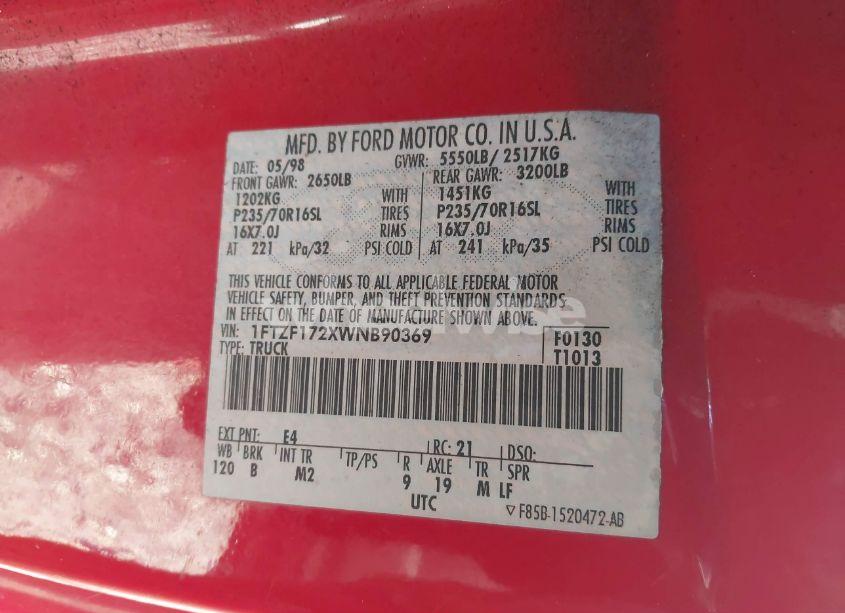 MFD. BY FORD MOTOR CO. IN U.S.A.
DATE: 05/98 GVWR: 5550LB/ 2517KG
FRONT GAWR: 2650LB REAR GAWR: 3200LB
1202KG WITH 1451KG WITH
P235/70R16SL TIRES P235/70R16SL TIRES
16X7.0J RIMS 16X7.0J RIMS
AT 221 kPa/32 PSI COLD AT 241 kPa/35 PSI COLD
THIS VEHICLE CONFORMS TO ALL APPLICABLE FEDERAL MOTOR
VEHICLE SAFETY, BUMPER, AND THEFT PREVENTION STANDARDS
IN EFFECT ON THE DATE OF MANUFACTURE SHOWN ABOVE.
VIN: 1FTZF172XWNB90369 F0130
TYPE: TRUCK T1013
EXT PNT: E4 RC: 21 DSO:
WB BRK INT TR TP/PS R AXLE TR SPR
120 B M2 9 19 M LF
UTC ▽ F85B-1520472-AB